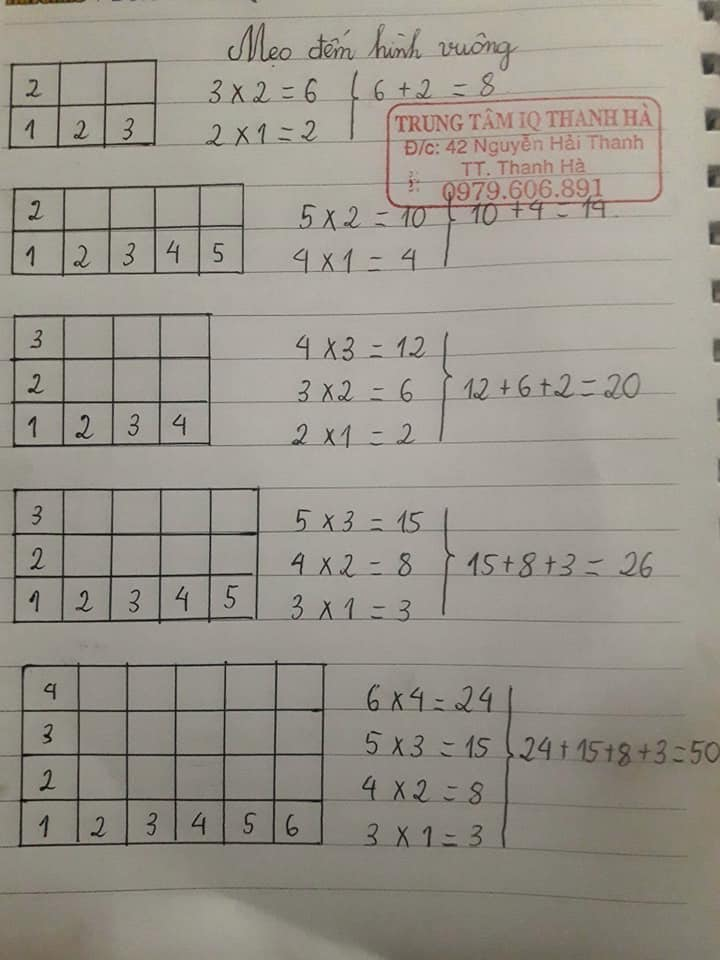 Mẹo đếm hình vuông
2
1 2 3
3 x 2 = 6
2 x 1 = 2
6 + 2 = 8
TRUNG TÂM IQ THANH HÀ
Đ/c: 42 Nguyễn Hải Thanh
TT. Thanh Hà
0979.606.891
2
1 2 3 4 5
5 x 2 = 10
4 x 1 = 4
10 + 4 = 14
3
2
1 2 3 4
4 x 3 = 12
3 x 2 = 6
2 x 1 = 2
12 + 6 + 2 = 20
3
2
1 2 3 4 5
5 x 3 = 15
4 x 2 = 8
3 x 1 = 3
15 + 8 + 3 = 26
4
3
2
1 2 3 4 5 6
6 x 4 = 24
5 x 3 = 15
4 x 2 = 8
3 x 1 = 3
24 + 15 + 8 + 3 = 50